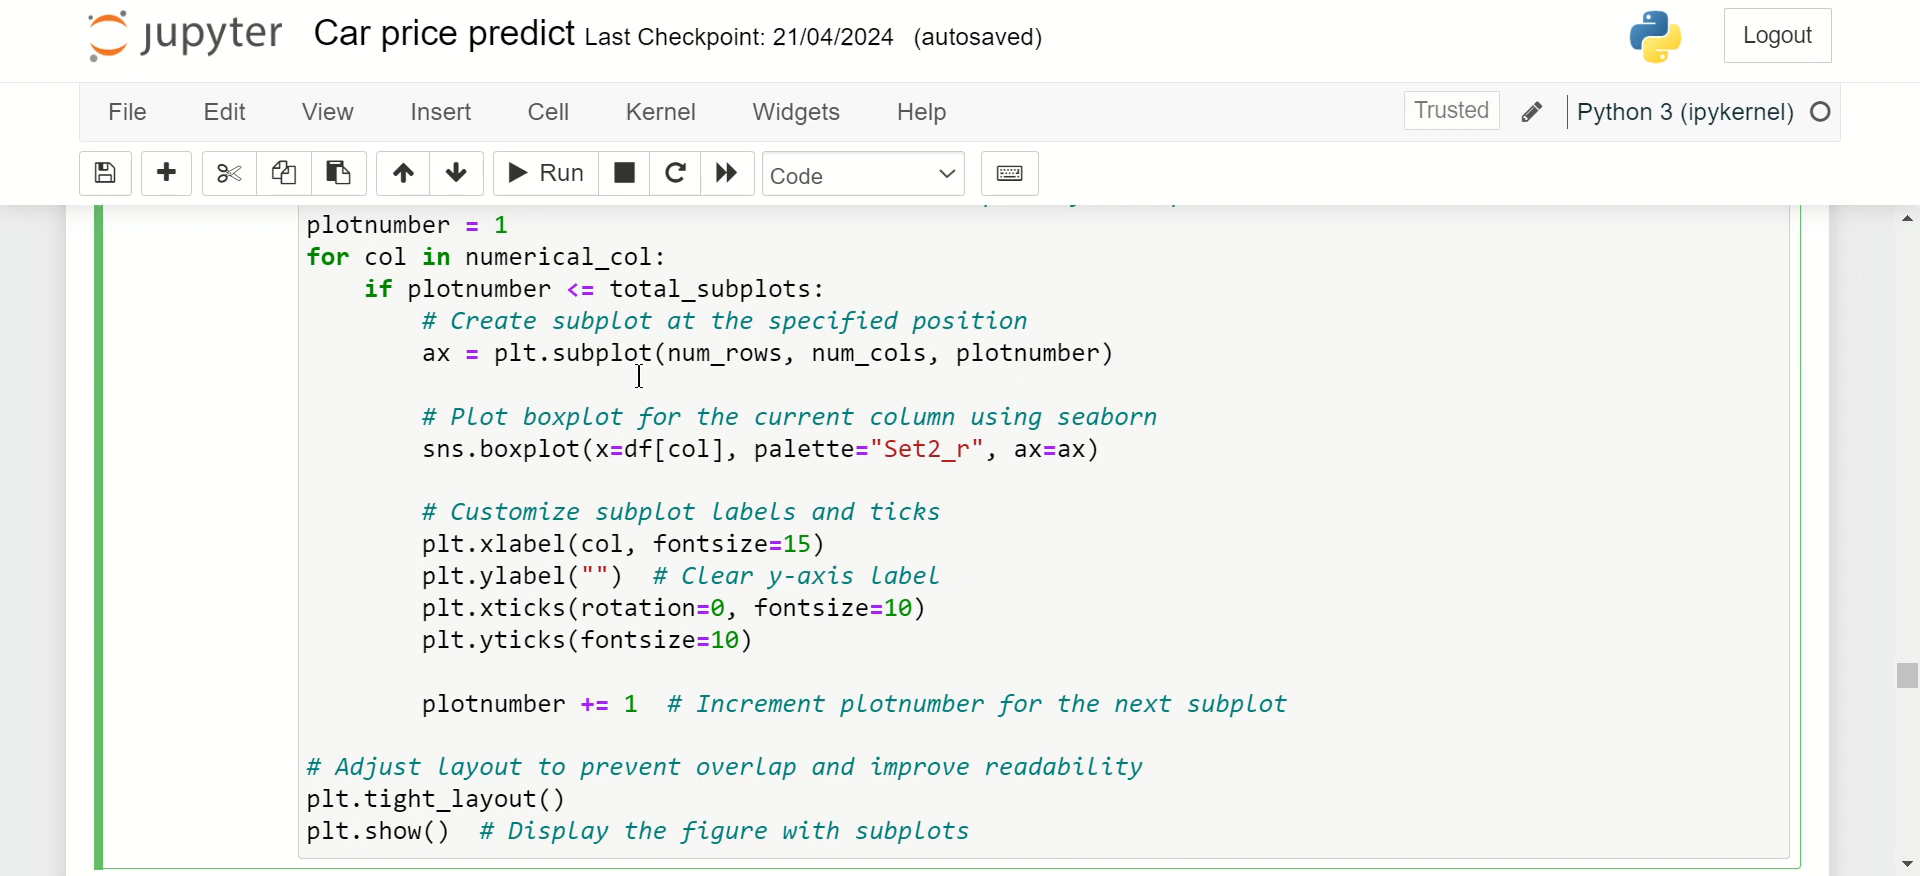 jupyter Car price predict Last Checkpoint: 21/04/2024 (autosaved) Logout
File Edit View Insert Cell Kernel Widgets Help Trusted Python 3 (ipykernel)
Run Code
plotnumber = 1
for col in numerical_col:
    if plotnumber <= total_subplots:
        # Create subplot at the specified position
        ax = plt.subplot(num_rows, num_cols, plotnumber)
        # Plot boxplot for the current column using seaborn
        sns.boxplot(x=df[col], palette="Set2_r", ax=ax)
        # Customize subplot labels and ticks
        plt.xlabel(col, fontsize=15)
        plt.ylabel("")  # Clear y-axis label
        plt.xticks(rotation=0, fontsize=10)
        plt.yticks(fontsize=10)
        plotnumber += 1  # Increment plotnumber for the next subplot
# Adjust layout to prevent overlap and improve readability
plt.tight_layout()
plt.show()  # Display the figure with subplots